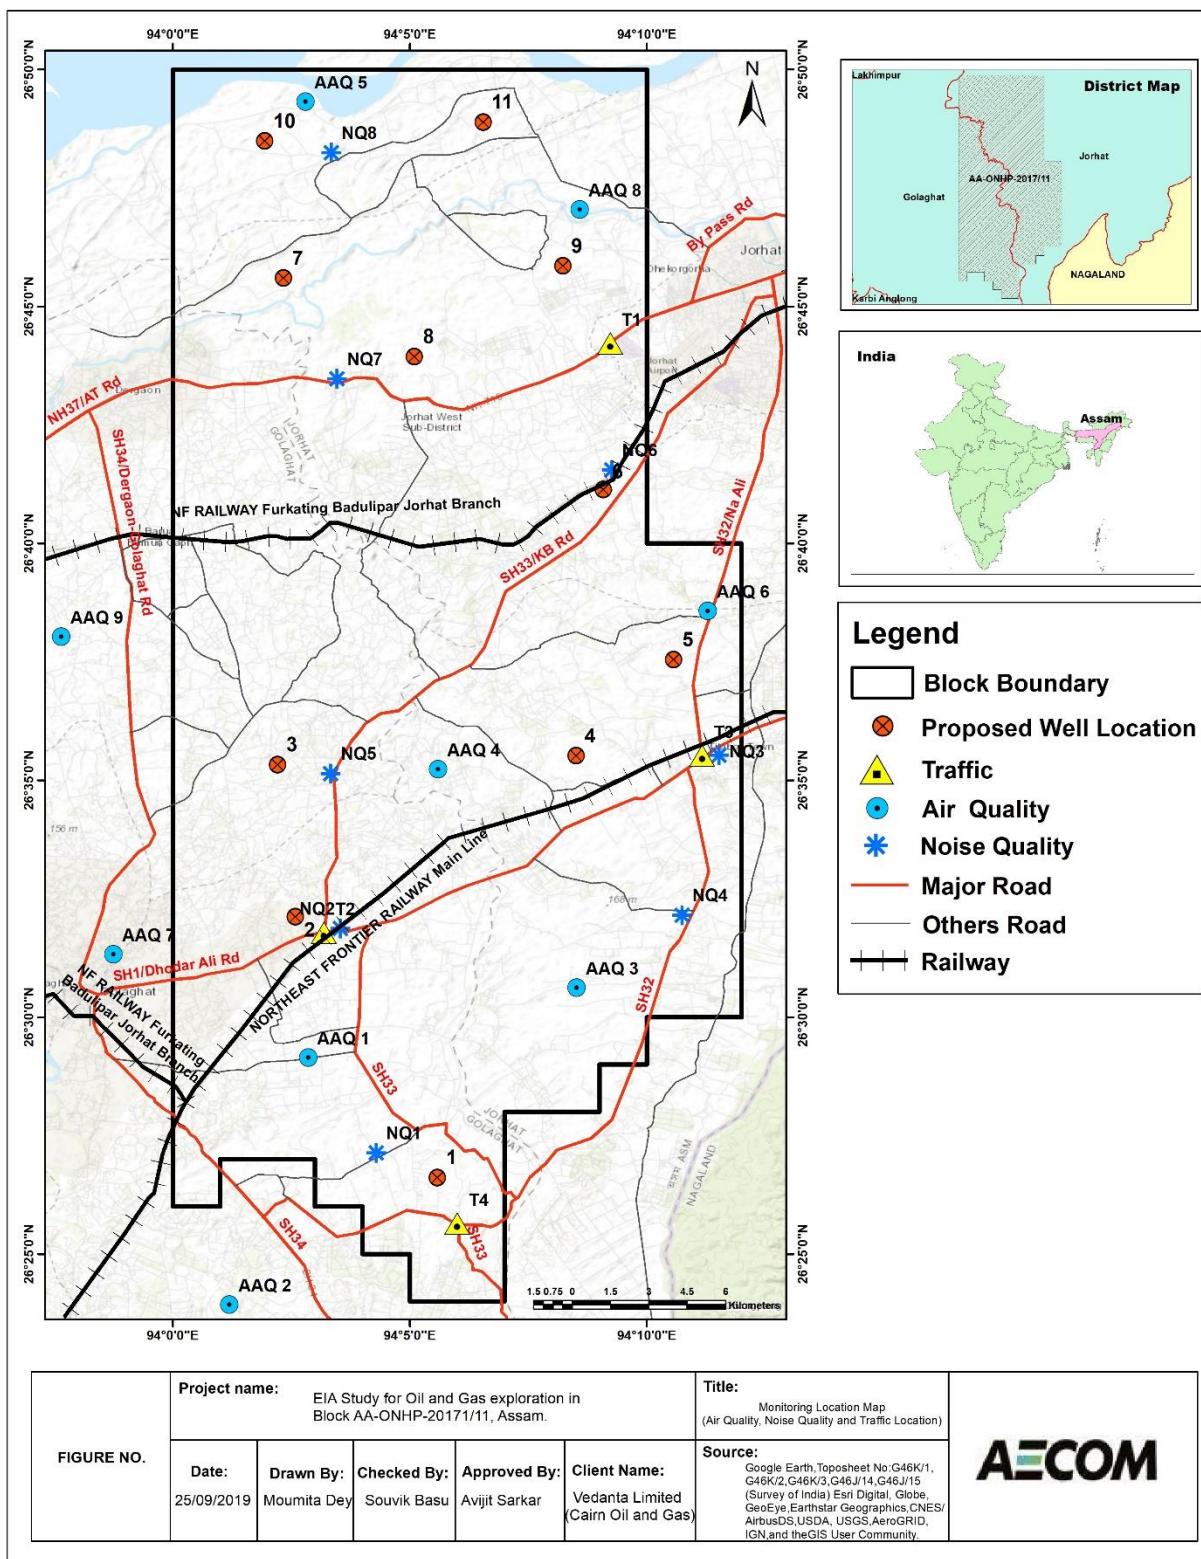 94°0'0"N
94°5'0"N
94°10'0"N
26°50'0"N
26°45'0"N
26°40'0"N
26°35'0"N
26°30'0"N
26°25'0"N
26°50'0"N
26°45'0"N
26°40'0"N
26°35'0"N
26°30'0"N
26°25'0"N
N
AAQ 5
11
10
NQ8
AAQ 8
By Pass Rd
7
9
Jorhat
Dhekorgorha
T1
8
NQ7
Jorhat Airport
NH37/AT Rd
Dergaon
Jorhat West
Sub-District
JORHAT
GOLAGHAT
SH34/Dergaon-Golaghat Rd
NQ6
6
NF RAILWAY Furkating Badulipar Jorhat Branch
SH33/KB Rd
SH32/Na Ali
AAQ 9
AAQ 6
5
3
NQ5
AAQ 4
4
T3
NQ3
156 m
NORTHEAST FRONTIER RAILWAY Main Line
168 m
NQ4
NQ2
T2
2
AAQ 7
SH1/Dhodar Ali Rd
AAQ 3
SH32
NF RAILWAY Furkating
Badulipar Jorhat Branch
AAQ 1
SH33
JORHAT
GOLAGHAT
NQ1
1
ASM
NAGALAND
T4
SH34
SH33
AAQ 2
1.5 0.75 0 1.5 3 4.5 6
Kilometers
94°0'0"E
94°5'0"E
94°10'0"E
Lakhimpur
District Map
Jorhat
AA-ONHP-2017/11
Golaghat
NAGALAND
Karbi Anglong
India
Assam
Legend
Block Boundary
Proposed Well Location
Traffic
Air Quality
Noise Quality
Major Road
Others Road
Railway
FIGURE NO.
Project name:
EIA Study for Oil and Gas exploration in
Block AA-ONHP-20171/11, Assam.
Title:
Monitoring Location Map
(Air Quality, Noise Quality and Traffic Location)
Date:
25/09/2019
Drawn By:
Moumita Dey
Checked By:
Souvik Basu
Approved By:
Avijit Sarkar
Client Name:
Vedanta Limited
(Cairn Oil and Gas)
Source:
Google Earth,Toposheet No:G46K/1,
G46K/2,G46K/3,G46J/14,G46J/15
(Survey of India) Esri Digital, Globe,
GeoEye,Earthstar Geographics,CNES/
AirbusDS,USDA, USGS,AeroGRID,
IGN,and theGIS User Community.
AECOM